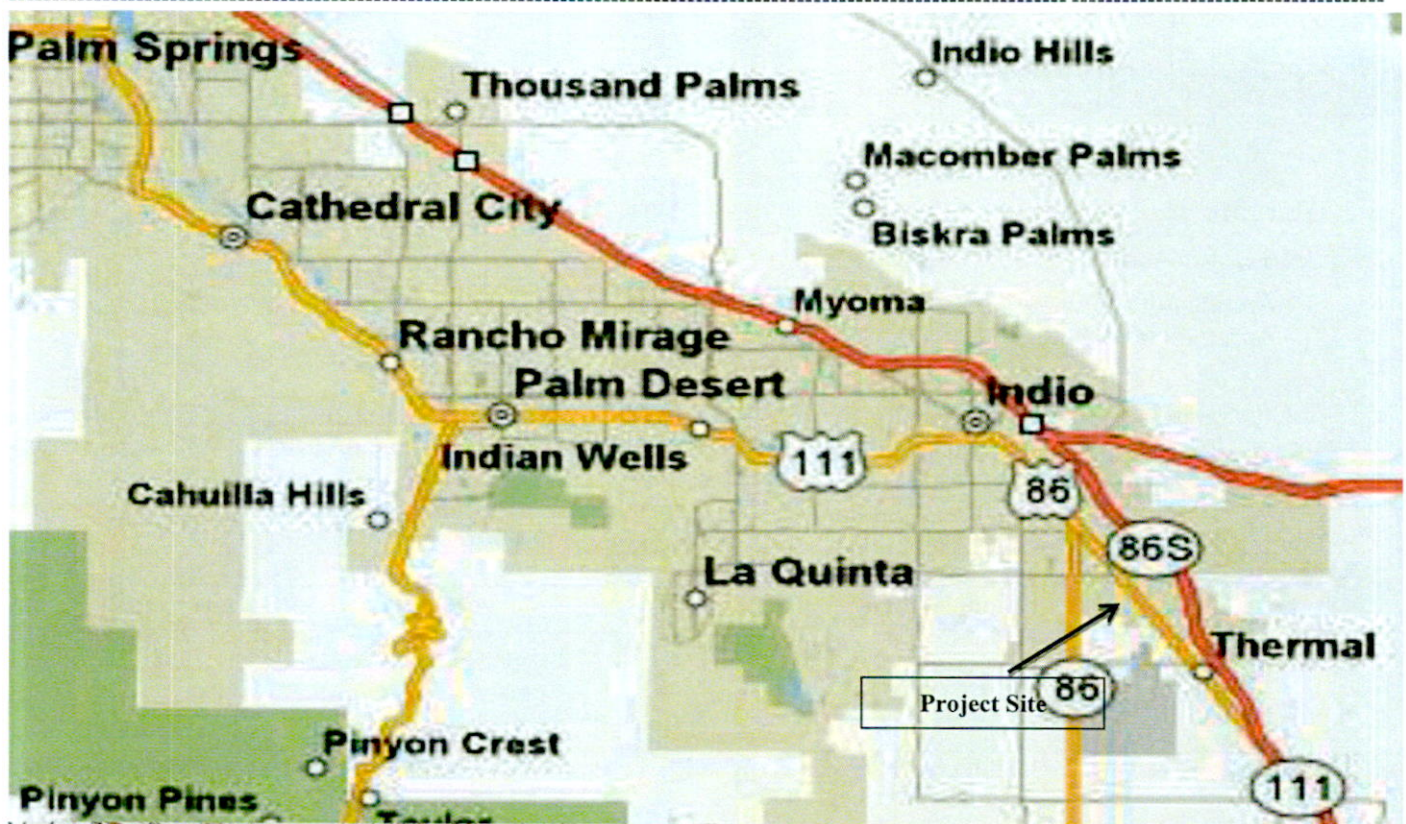 Palm Springs
Indio Hills
Thousand Palms
Macomber Palms
Cathedral City
Biskra Palms
Myoma
Rancho Mirage
Palm Desert
Indio
Indian Wells
111
86
Cahuilla Hills
86S
La Quinta
Thermal
86
Project Site
Pinyon Crest
111
Pinyon Pines